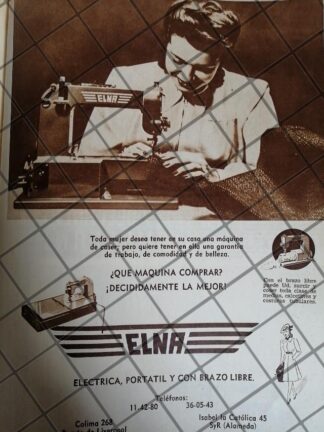 ELNA
Toda mujer desea tener en su casa una máquina
de coser, pero quiere tener en ella una garantía
de trabajo, de comodidad y de belleza.
¿QUE MAQUINA COMPRAR?
¡DECIDIDAMENTE LA MEJOR!
Con el brazo libre
puede Ud. zurcir y
coser toda clase de
medias, calcetines y
costuras tubulares.
ELNA
ELECTRICA, PORTATIL Y CON BRAZO LIBRE.
Teléfonos:
11-42-80 36-05-43
Colima 268 Isabel la Católica 45
de Liverpool SyR (Alameda)